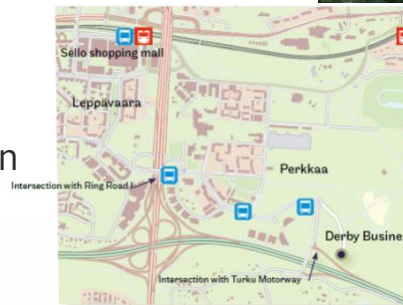 Sello shopping mall
Leppävaara
n
Intersection with Ring Road I
Perkkaa
Derby Busine
Intersection with Turku Motorway